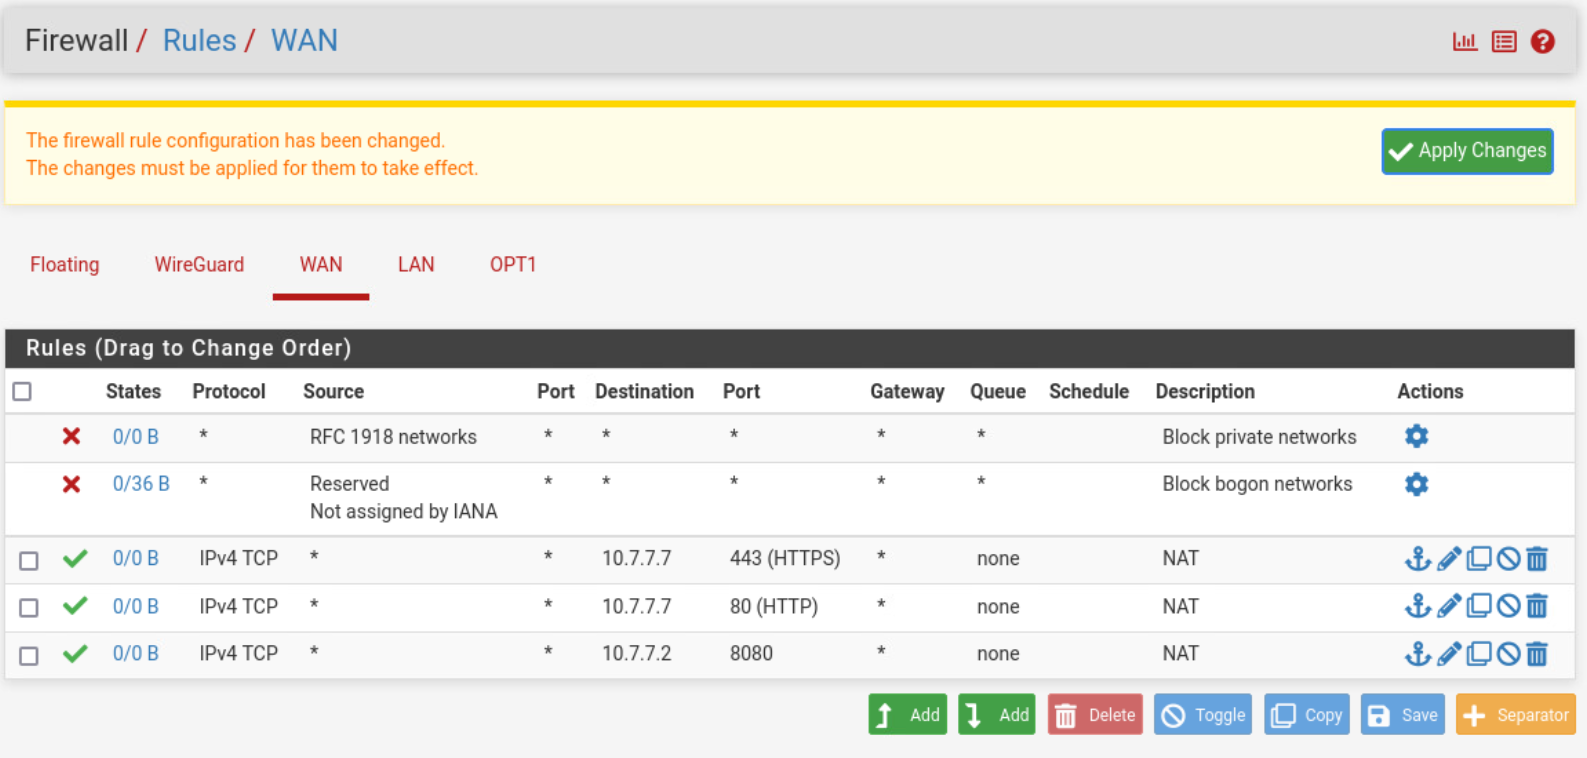 Firewall / Rules / WAN
The firewall rule configuration has been changed.
The changes must be applied for them to take effect.
Apply Changes
Floating WireGuard WAN LAN OPT1
Rules (Drag to Change Order)
States Protocol Source Port Destination Port Gateway Queue Schedule Description Actions
0/0 B * RFC 1918 networks * * * * * Block private networks
0/36 B * Reserved * * * * * Block bogon networks
Not assigned by IANA
0/0 B IPv4 TCP * * 10.7.7.7 443 (HTTPS) * none NAT
0/0 B IPv4 TCP * * 10.7.7.7 80 (HTTP) * none NAT
0/0 B IPv4 TCP * * 10.7.7.2 8080 * none NAT
Add Add Delete Toggle Copy Save Separator